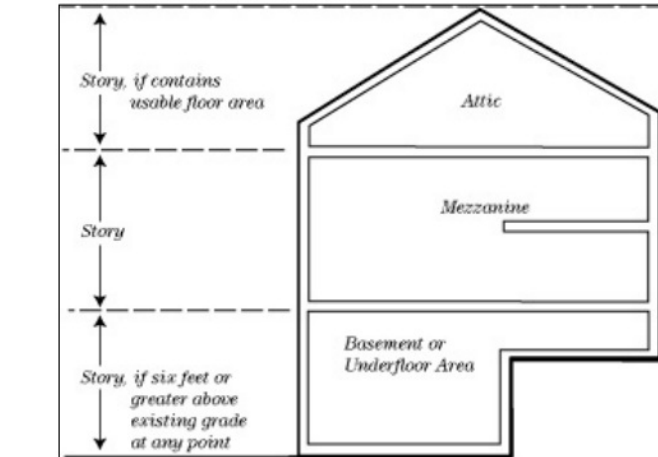 Story, if contains
usable floor area
Attic
Mezzanine
Story
Basement or
Underfloor Area
Story, if six feet or
greater above
existing grade
at any point